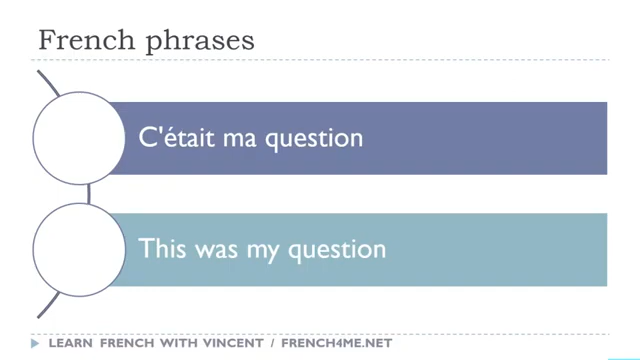 French phrases
C'était ma question
This was my question
LEARN FRENCH WITH VINCENT / FRENCH4ME.NET